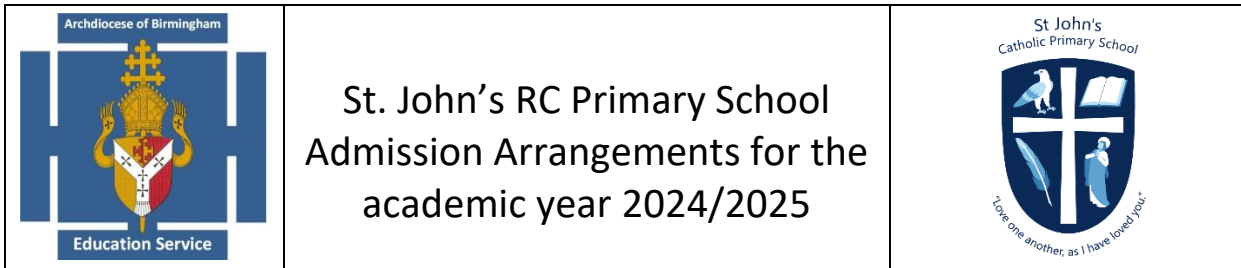 Archdiocese of Birmingham
Education Service
St. John’s RC Primary School
Admission Arrangements for the
academic year 2024/2025
St John's
Catholic Primary School
"Love one another, as I have loved you."